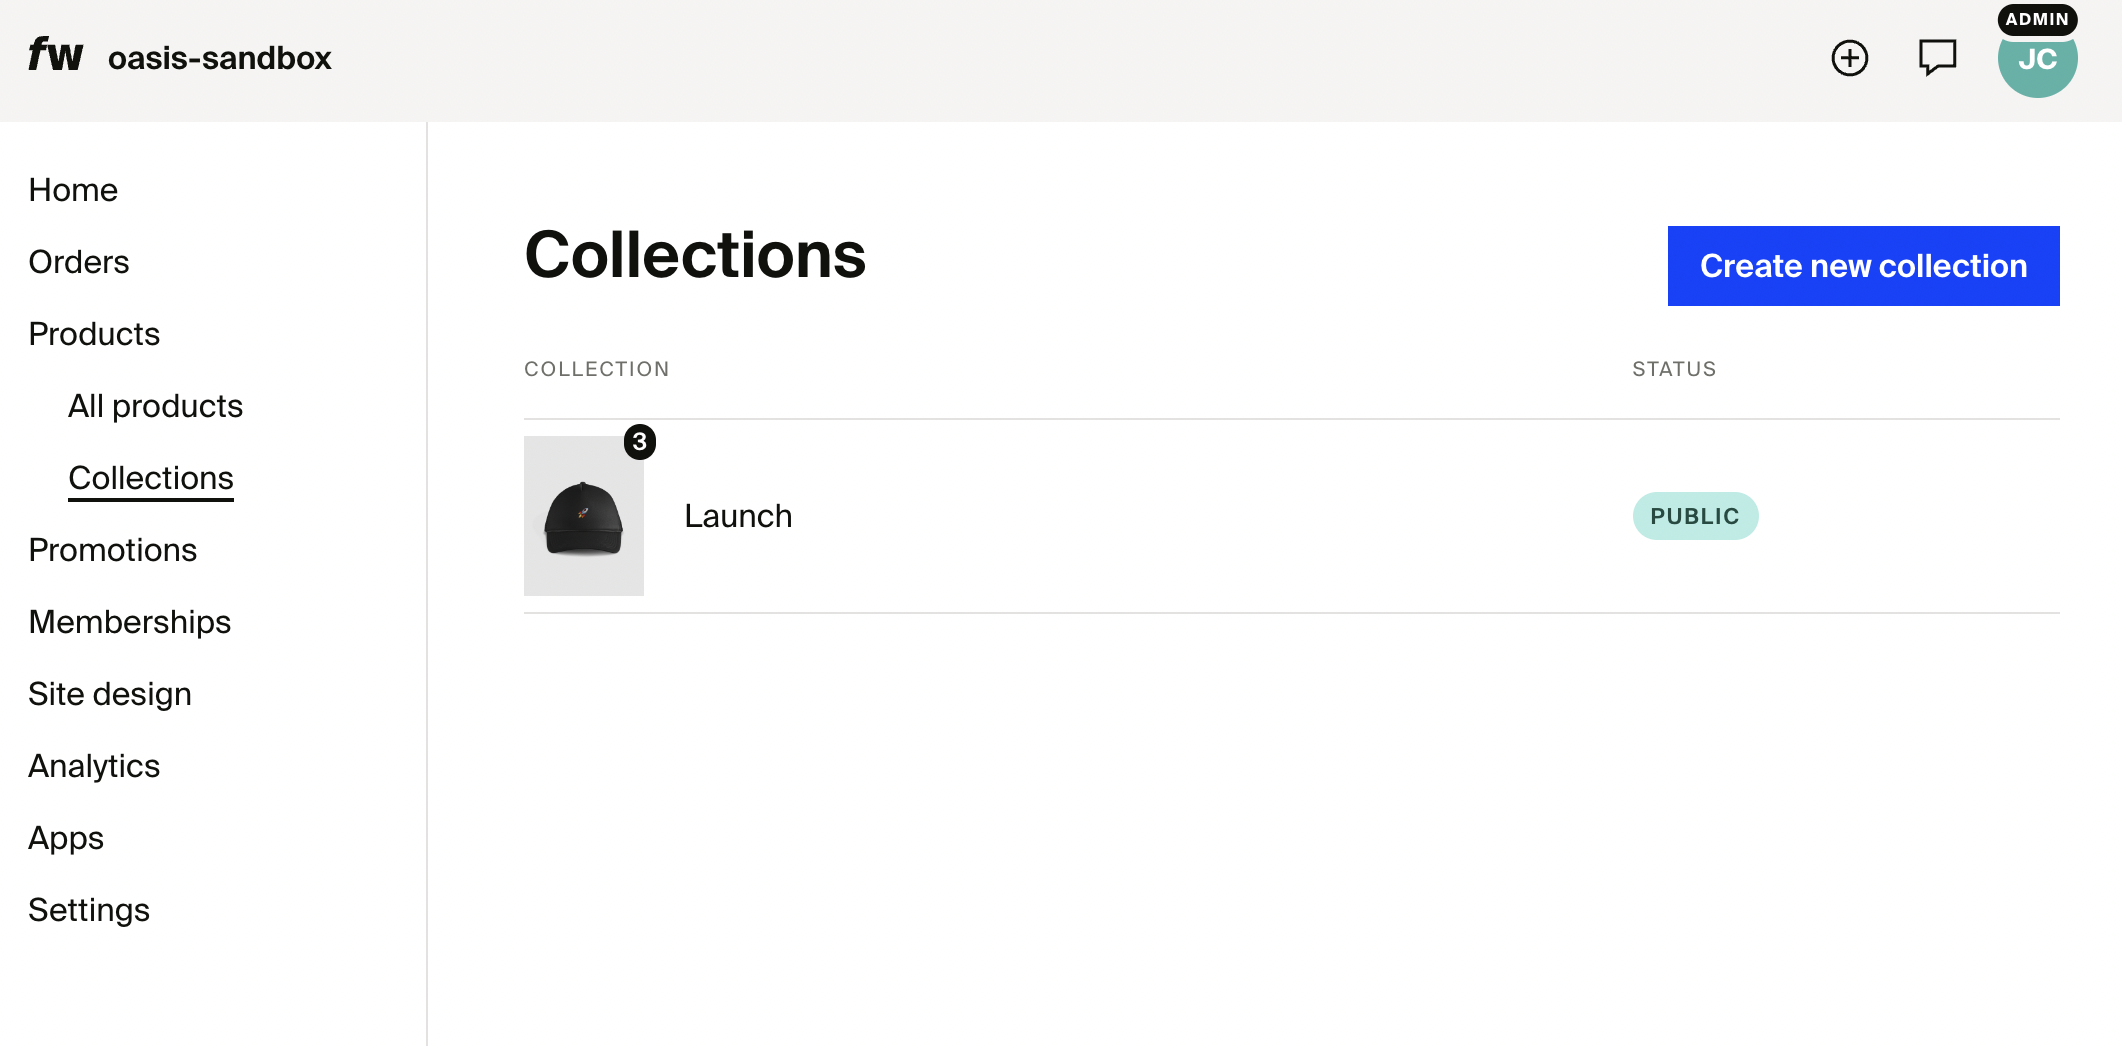 ADMIN
fw oasis-sandbox
JC
Home
Orders
Products
All products
Collections
Promotions
Memberships
Site design
Analytics
Apps
Settings
Collections
Create new collection
COLLECTION STATUS
3
Launch
PUBLIC